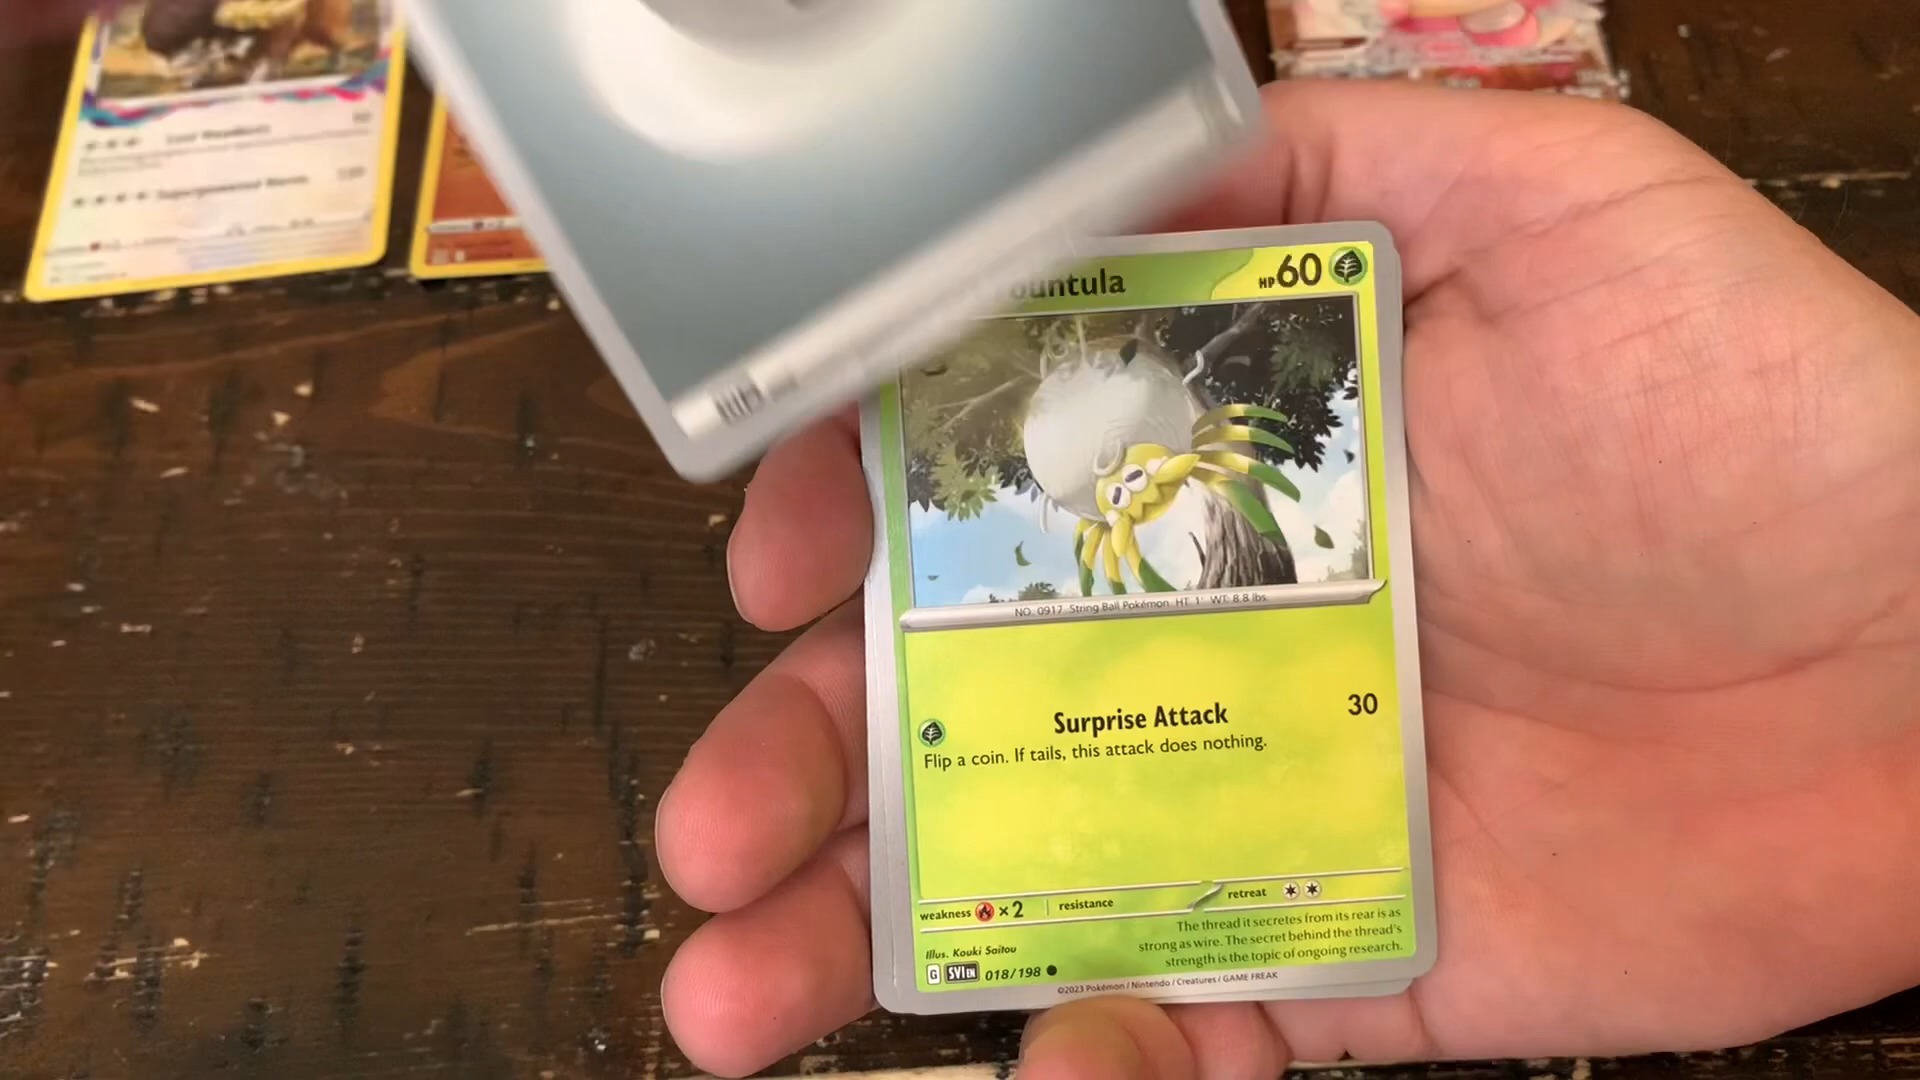 ountula
HP60
NO. 0917 String Ball Pokémon HT: 1' WT: 8.8 lbs.
Surprise Attack 30
Flip a coin. If tails, this attack does nothing.
weakness ×2 resistance retreat
The thread it secretes from its rear is as
strong as wire. The secret behind the thread's
strength is the topic of ongoing research.
Illus. Kouki Saitou
G SVI EN 018/198
©2023 Pokémon / Nintendo / Creatures / GAME FREAK